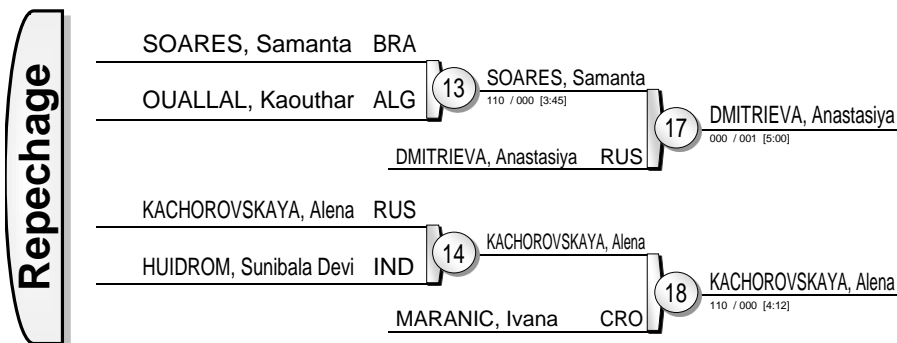 Repechage
SOARES, Samanta BRA
OUALLAL, Kaouthar ALG
13
SOARES, Samanta
110 / 000 [3:45]
DMITRIEVA, Anastasiya RUS
17
DMITRIEVA, Anastasiya
000 / 001 [5:00]
KACHOROVSKAYA, Alena RUS
HUIDROM, Sunibala Devi IND
14
KACHOROVSKAYA, Alena
MARANIC, Ivana CRO
18
KACHOROVSKAYA, Alena
110 / 000 [4:12]